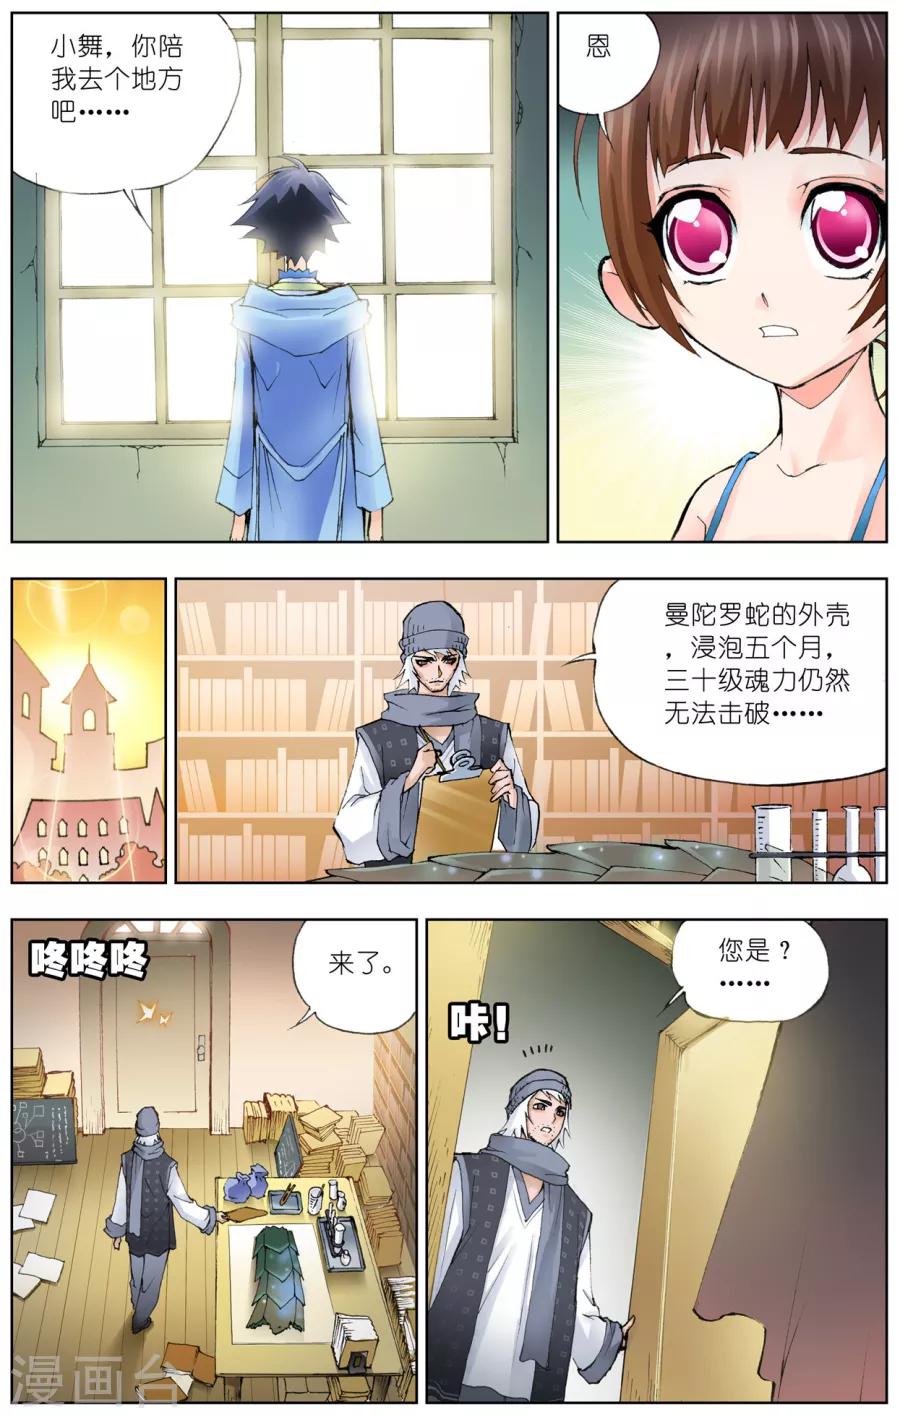 小舞，你陪
我去个地方
吧……
恩
曼陀罗蛇的外壳
，浸泡五个月，
三十级魂力仍然
无法击破……
咚咚咚
来了。
咔！
您是？
……
漫画台